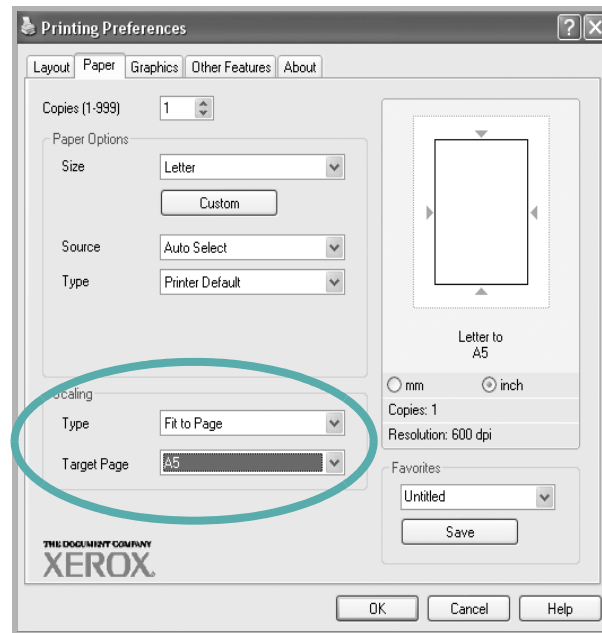 Printing Preferences
Layout Paper Graphics Other Features About
Copies (1-999) 1
Paper Options
Size Letter
Custom
Source Auto Select
Type Printer Default
Letter to
A5
mm inch
Copies: 1
Resolution: 600 dpi
Scaling
Type Fit to Page
Target Page A5
Favorites
Untitled
Save
THE DOCUMENT COMPANY
XEROX.
OK Cancel Help